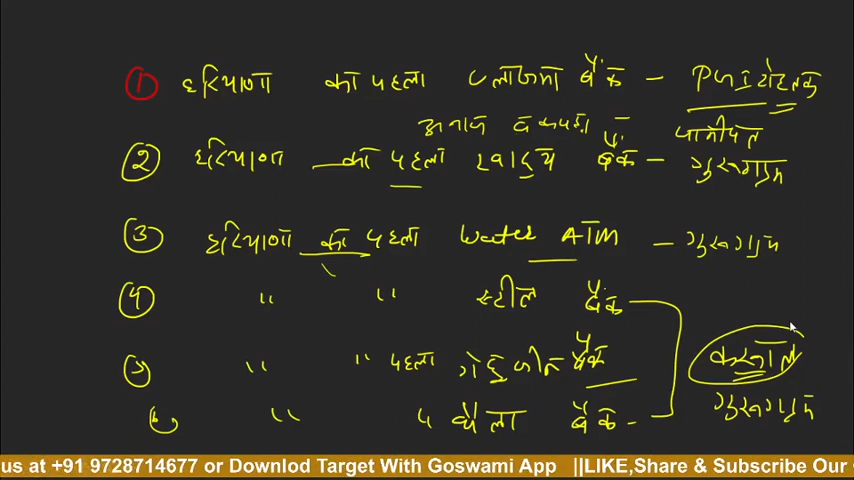 ① हरियाणा का पहला प्लाज्मा बैंक - PGI रोहतक
अनाज व कपड़ा पानीपत
② हरियाणा का पहला खाद्य बैंक - गुरुग्राम
③ हरियाणा का पहला Water ATM - गुरुग्राम
④ " " स्टील बैंक
⑤ " " पहला गेहूं जीन बैंक करनाल
⑥ " प थैला बैंक - गुरुग्राम
us at +91 9728714677 or Downlod Target With Goswami App ||LIKE,Share & Subscribe Our